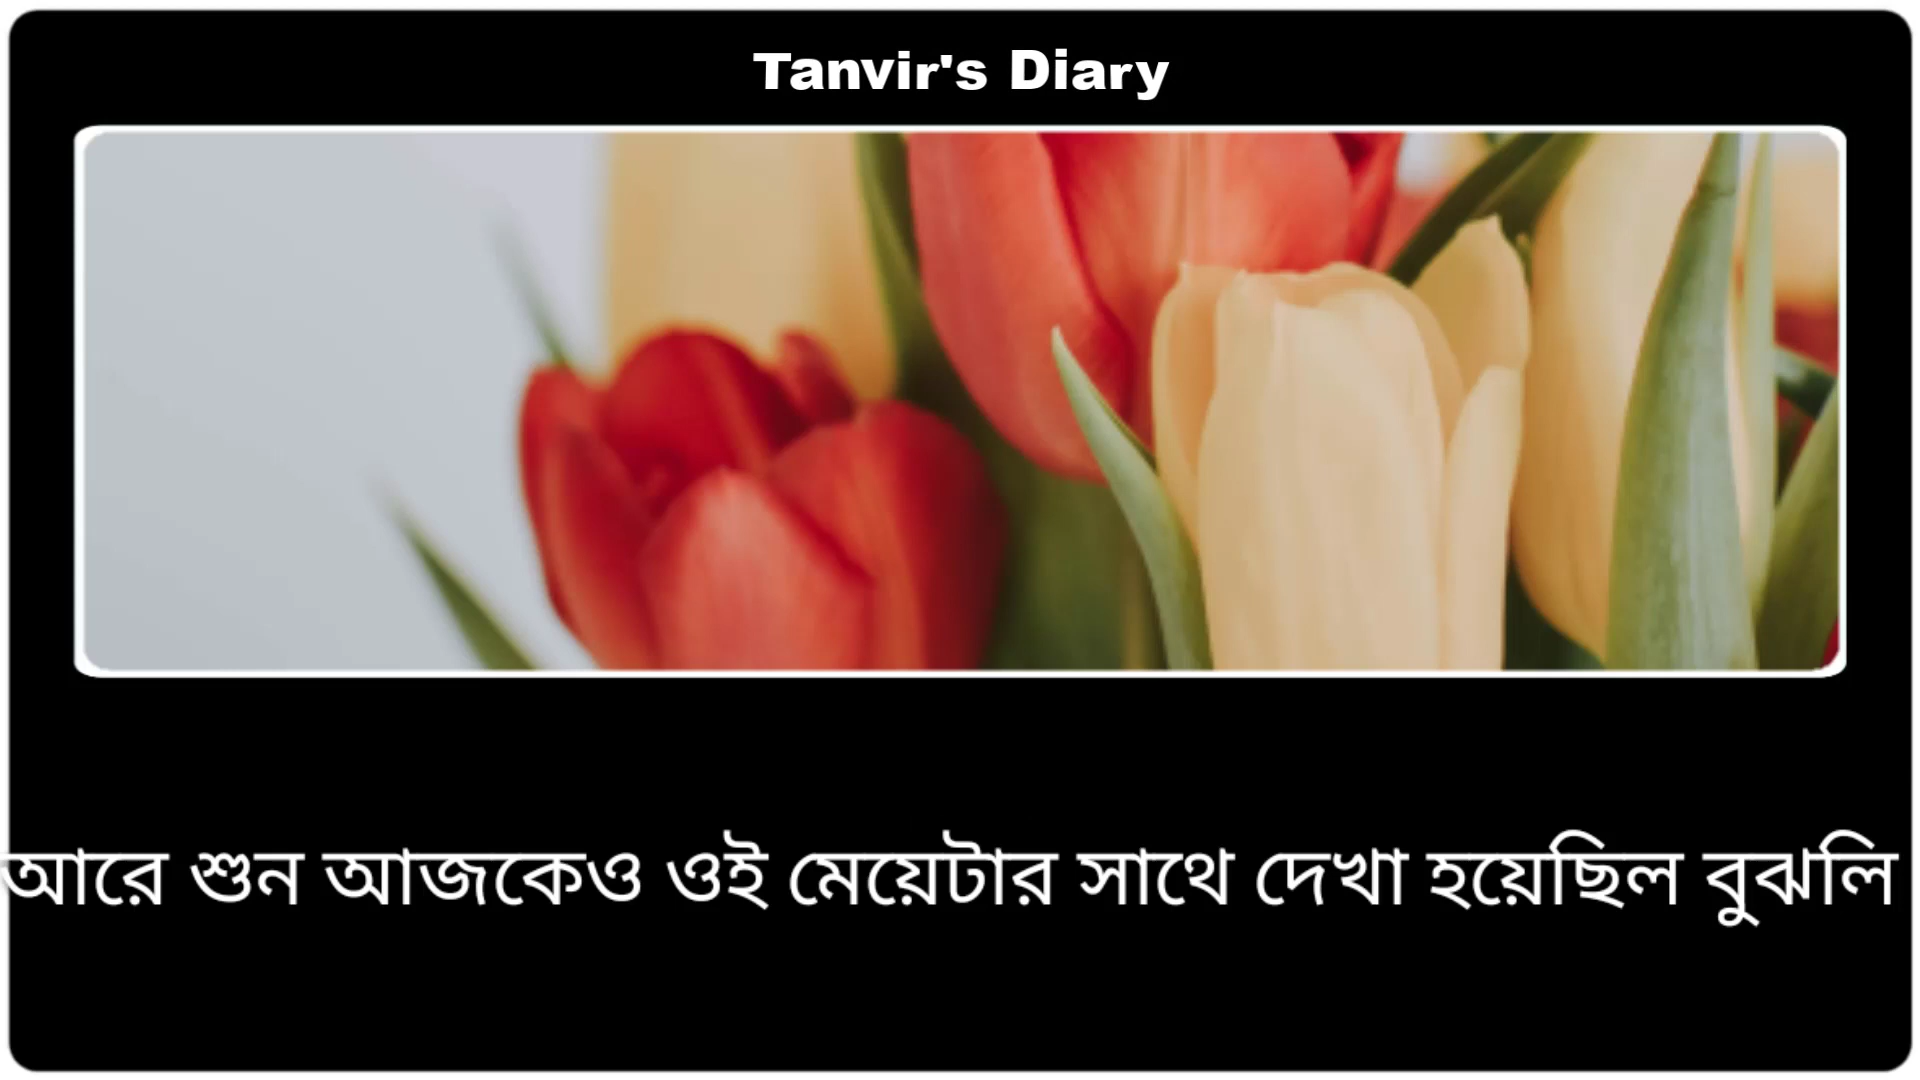 Tanvir's Diary
আরে শুন আজকেও ওই মেয়েটার সাথে দেখা হয়েছিল বুঝলি